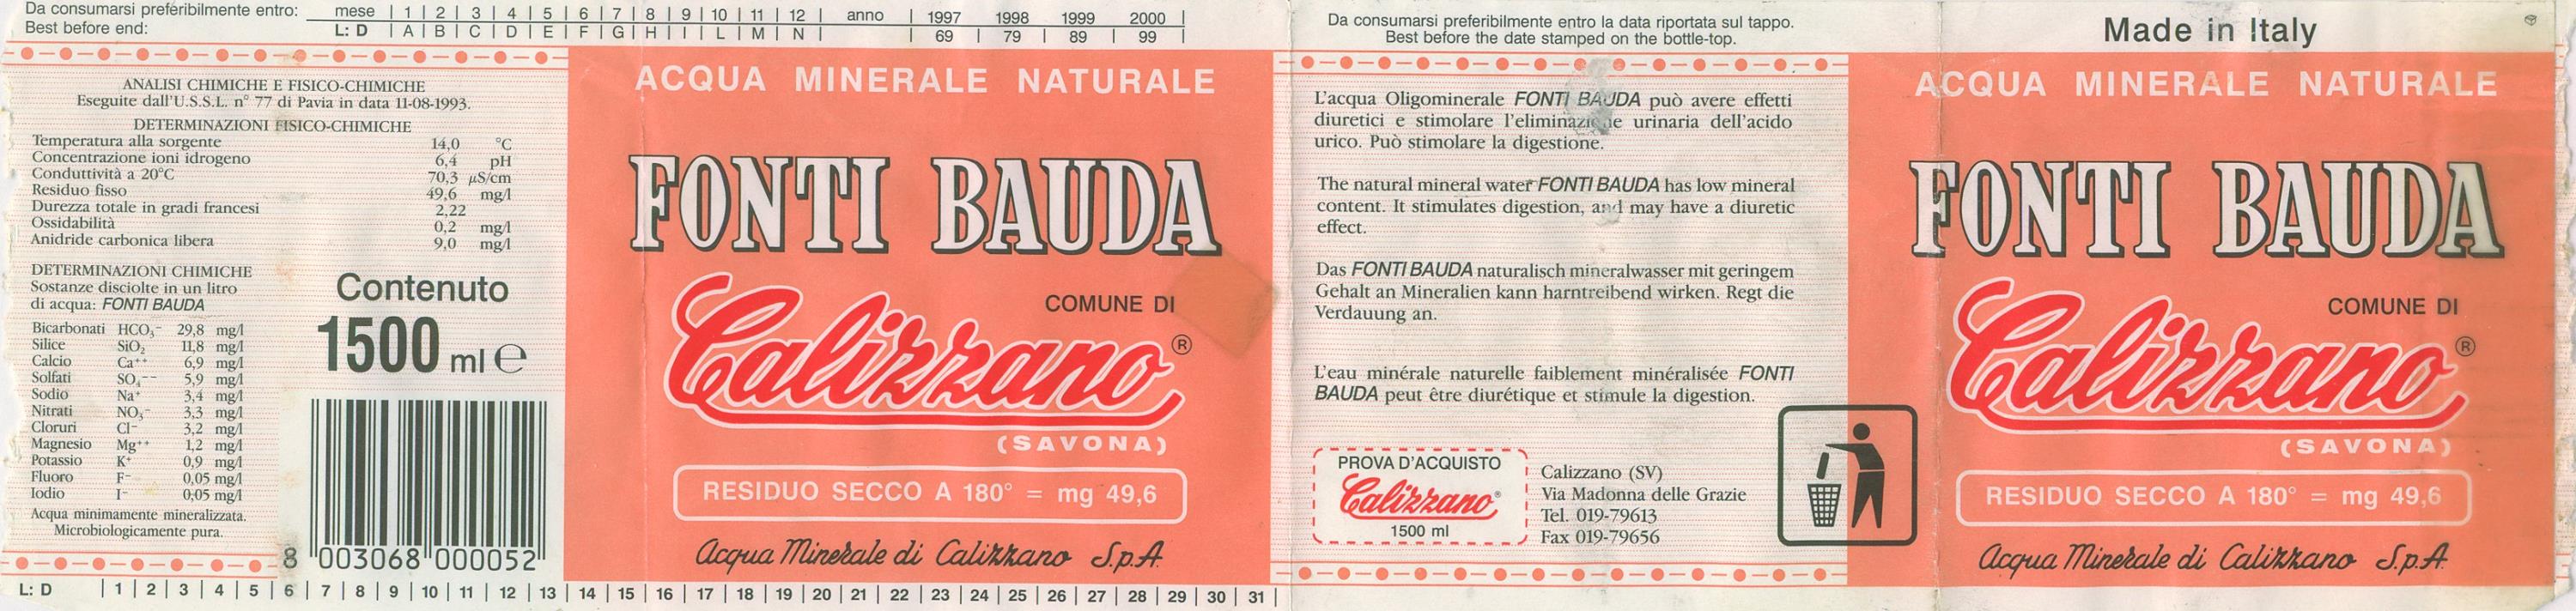 Da consumarsi preferibilmente entro: mese | 1 | 2 | 3 | 4 | 5 | 6 | 7 | 8 | 9 | 10 | 11 | 12 | anno 1997 1998 1999 2000 |
Best before end: L: D | A | B | C | D | E | F | G | H | I | L | M | N | | 69 | 79 | 89 | 99 |
ANALISI CHIMICHE E FISICO-CHIMICHE
Eseguite dall'U.S.S.L. n° 77 di Pavia in data 11-08-1993.
DETERMINAZIONI FISICO-CHIMICHE
Temperatura alla sorgente 14,0 °C
Concentrazione ioni idrogeno 6,4 pH
Conduttività a 20°C 70,3 µS/cm
Residuo fisso 49,6 mg/l
Durezza totale in gradi francesi 2,22
Ossidabilità 0,2 mg/l
Anidride carbonica libera 9,0 mg/l
DETERMINAZIONI CHIMICHE
Sostanze disciolte in un litro
di acqua: FONTI BAUDA
Bicarbonati HCO₃⁻ 29,8 mg/l
Silice SiO₂ 11,8 mg/l
Calcio Ca⁺⁺ 6,9 mg/l
Solfati SO₄⁻⁻ 5,9 mg/l
Sodio Na⁺ 3,4 mg/l
Nitrati NO₃⁻ 3,3 mg/l
Cloruri Cl⁻ 3,2 mg/l
Magnesio Mg⁺⁺ 1,2 mg/l
Potassio K⁺ 0,9 mg/l
Fluoro F⁻ 0,05 mg/l
Iodio I⁻ 0,05 mg/l
Acqua minimamente mineralizzata.
Microbiologicamente pura.
Contenuto
1500 ml ℮
8 003068 000052
L: D | 1 | 2 | 3 | 4 | 5 | 6 | 7 | 8 | 9 | 10 | 11 | 12 | 13 | 14 | 15 | 16 | 17 | 18 | 19 | 20 | 21 | 22 | 23 | 24 | 25 | 26 | 27 | 28 | 29 | 30 | 31 |
ACQUA MINERALE NATURALE
FONTI BAUDA
COMUNE DI
Calizzano®
(SAVONA)
RESIDUO SECCO A 180° = mg 49,6
Acqua Minerale di Calizzano S.p.A.
Da consumarsi preferibilmente entro la data riportata sul tappo.
Best before the date stamped on the bottle-top.
L'acqua Oligominerale FONTI BAUDA può avere effetti
diuretici e stimolare l'eliminazione urinaria dell'acido
urico. Può stimolare la digestione.
The natural mineral water FONTI BAUDA has low mineral
content. It stimulates digestion, and may have a diuretic
effect.
Das FONTI BAUDA naturalisch mineralwasser mit geringem
Gehalt an Mineralien kann harntreibend wirken. Regt die
Verdauung an.
L'eau minérale naturelle faiblement minéralisée FONTI
BAUDA peut être diurétique et stimule la digestion.
PROVA D'ACQUISTO
Calizzano®
1500 ml
Calizzano (SV)
Via Madonna delle Grazie
Tel. 019-79613
Fax 019-79656
Made in Italy
ACQUA MINERALE NATURALE
FONTI BAUDA
COMUNE DI
Calizzano®
(SAVONA)
RESIDUO SECCO A 180° = mg 49,6
Acqua Minerale di Calizzano S.p.A.